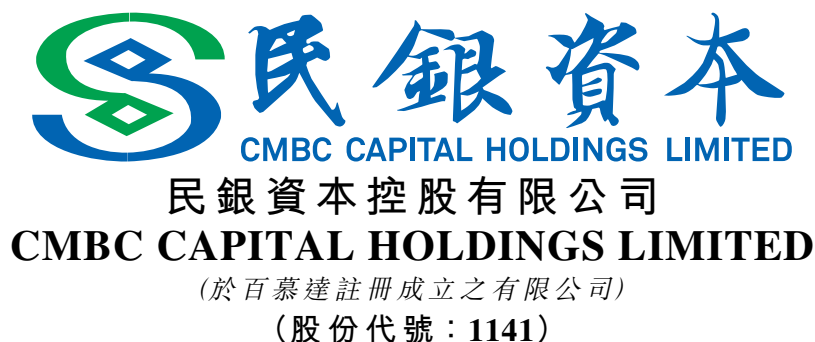 民銀資本
CMBC CAPITAL HOLDINGS LIMITED
民銀資本控股有限公司
CMBC CAPITAL HOLDINGS LIMITED
(於百慕達註冊成立之有限公司)
(股份代號：1141)